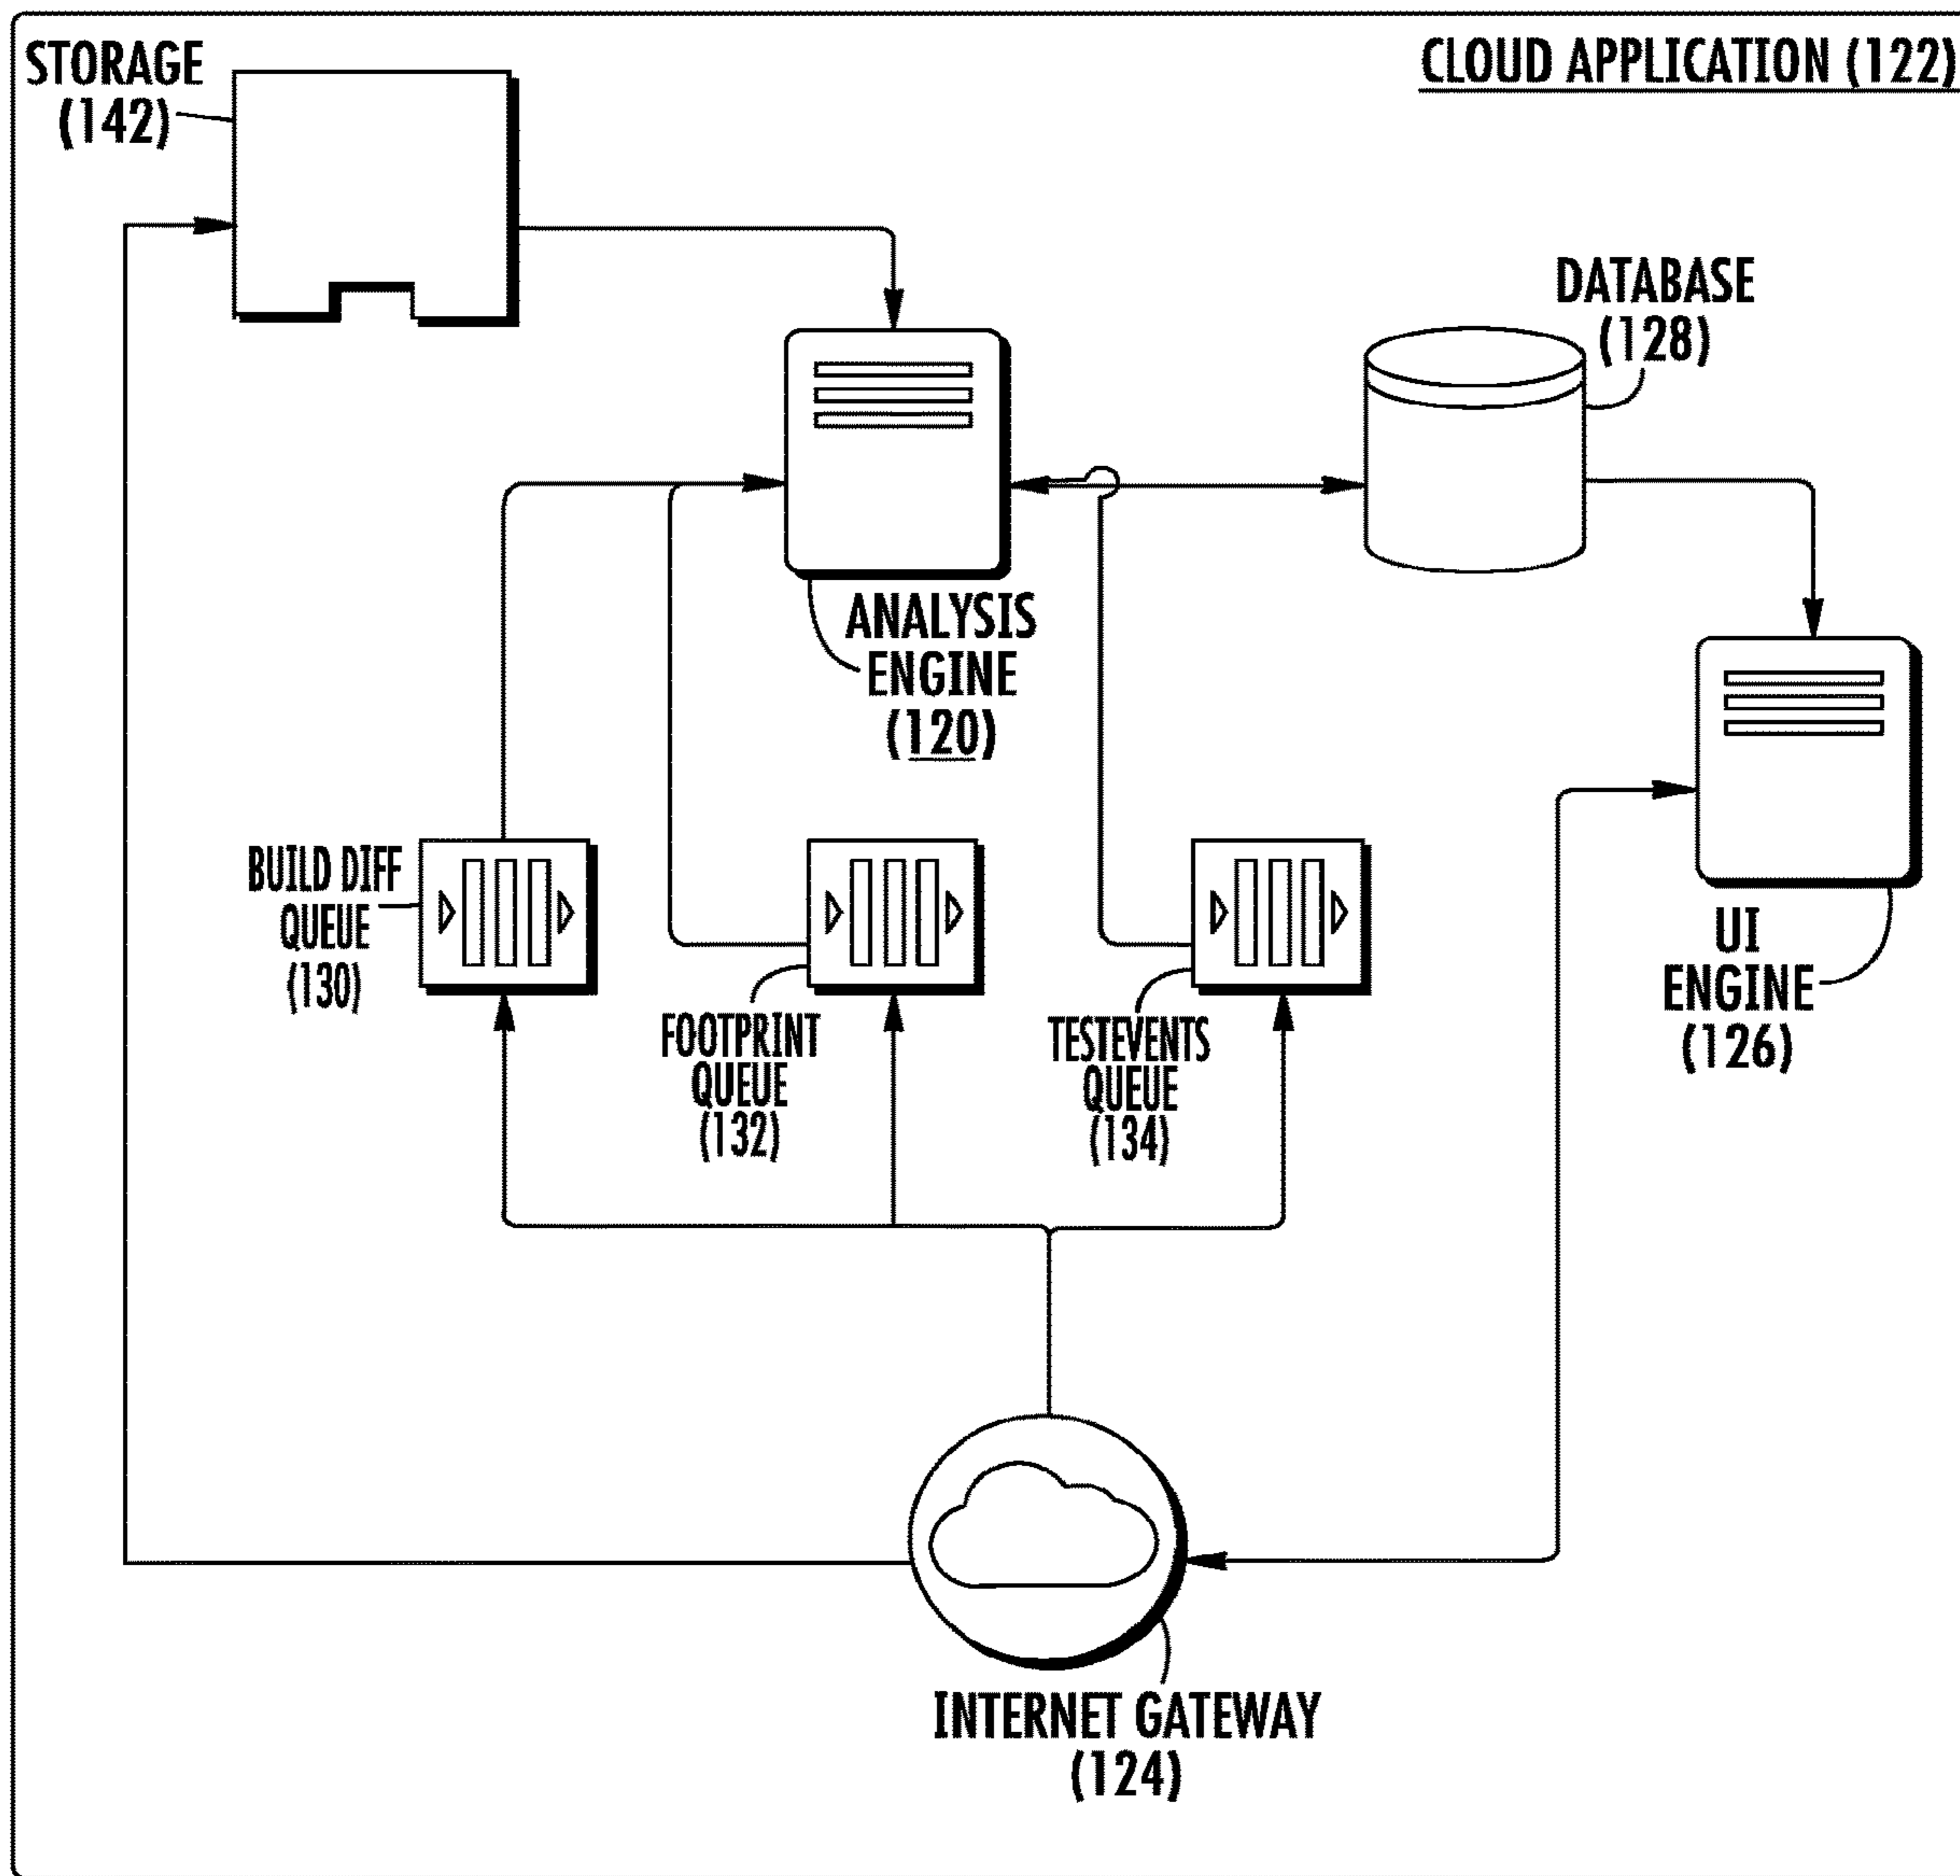 STORAGE
(142)
CLOUD APPLICATION (122)
DATABASE
(128)
ANALYSIS
ENGINE
(120)
BUILD DIFF
QUEUE
(130)
FOOTPRINT
QUEUE
(132)
TESTEVENTS
QUEUE
(134)
UI
ENGINE
(126)
INTERNET GATEWAY
(124)